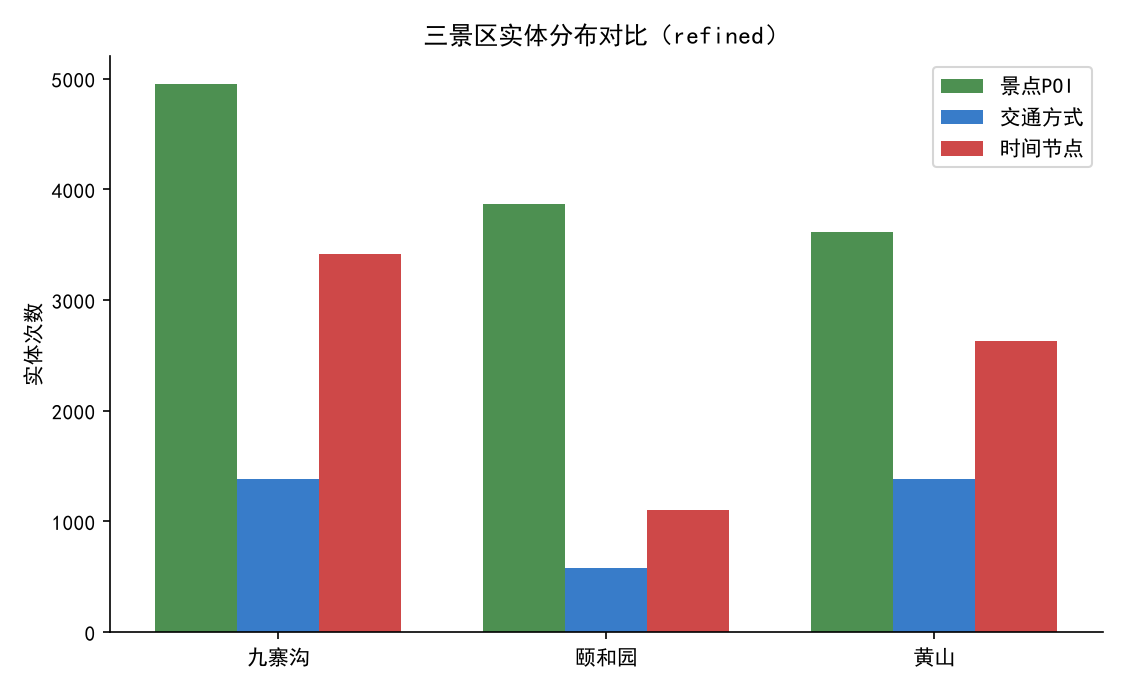 三景区实体分布对比（refined）
景点POI
交通方式
时间节点
实体次数
5000
4000
3000
2000
1000
0
九寨沟
颐和园
黄山